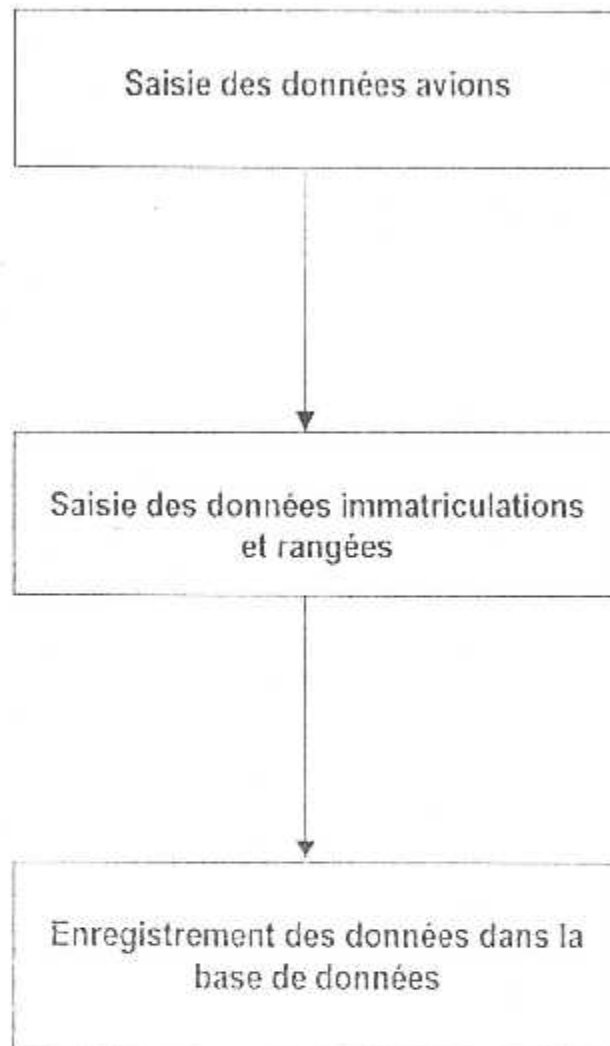 Saisie des données avions
Saisie des données immatriculations
et rangées
Enregistrement des données dans la
base de données